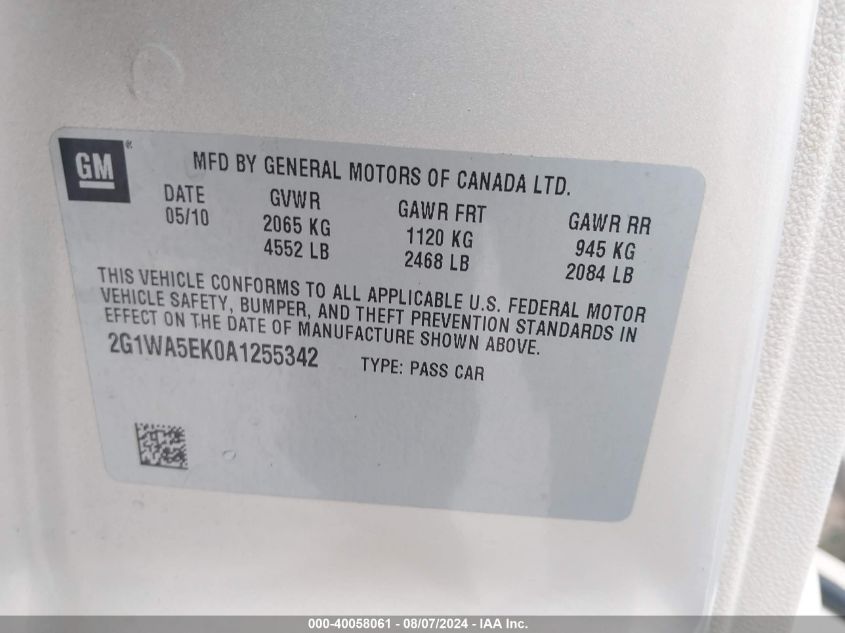 GM®
MFD BY GENERAL MOTORS OF CANADA LTD.
DATE GVWR GAWR FRT GAWR RR
05/10 2065 KG 1120 KG 945 KG
4552 LB 2468 LB 2084 LB
THIS VEHICLE CONFORMS TO ALL APPLICABLE U.S. FEDERAL MOTOR
VEHICLE SAFETY, BUMPER, AND THEFT PREVENTION STANDARDS IN
EFFECT ON THE DATE OF MANUFACTURE SHOWN ABOVE.
2G1WA5EK0A1255342 TYPE: PASS CAR
000-40058061 - 08/07/2024 - IAA Inc.